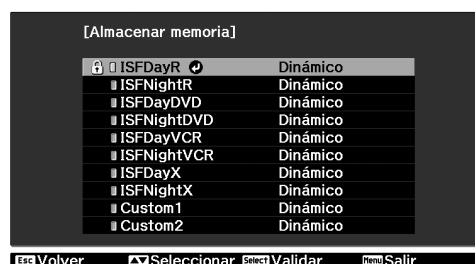 [Almacenar memoria]
ISFDayR Dinámico
ISFNightR Dinámico
ISFDayDVD Dinámico
ISFNightDVD Dinámico
ISFDayVCR Dinámico
ISFNightVCR Dinámico
ISFDayX Dinámico
ISFNightX Dinámico
Custom1 Dinámico
Custom2 Dinámico
Esc Volver Seleccionar Select Validar Menu Salir